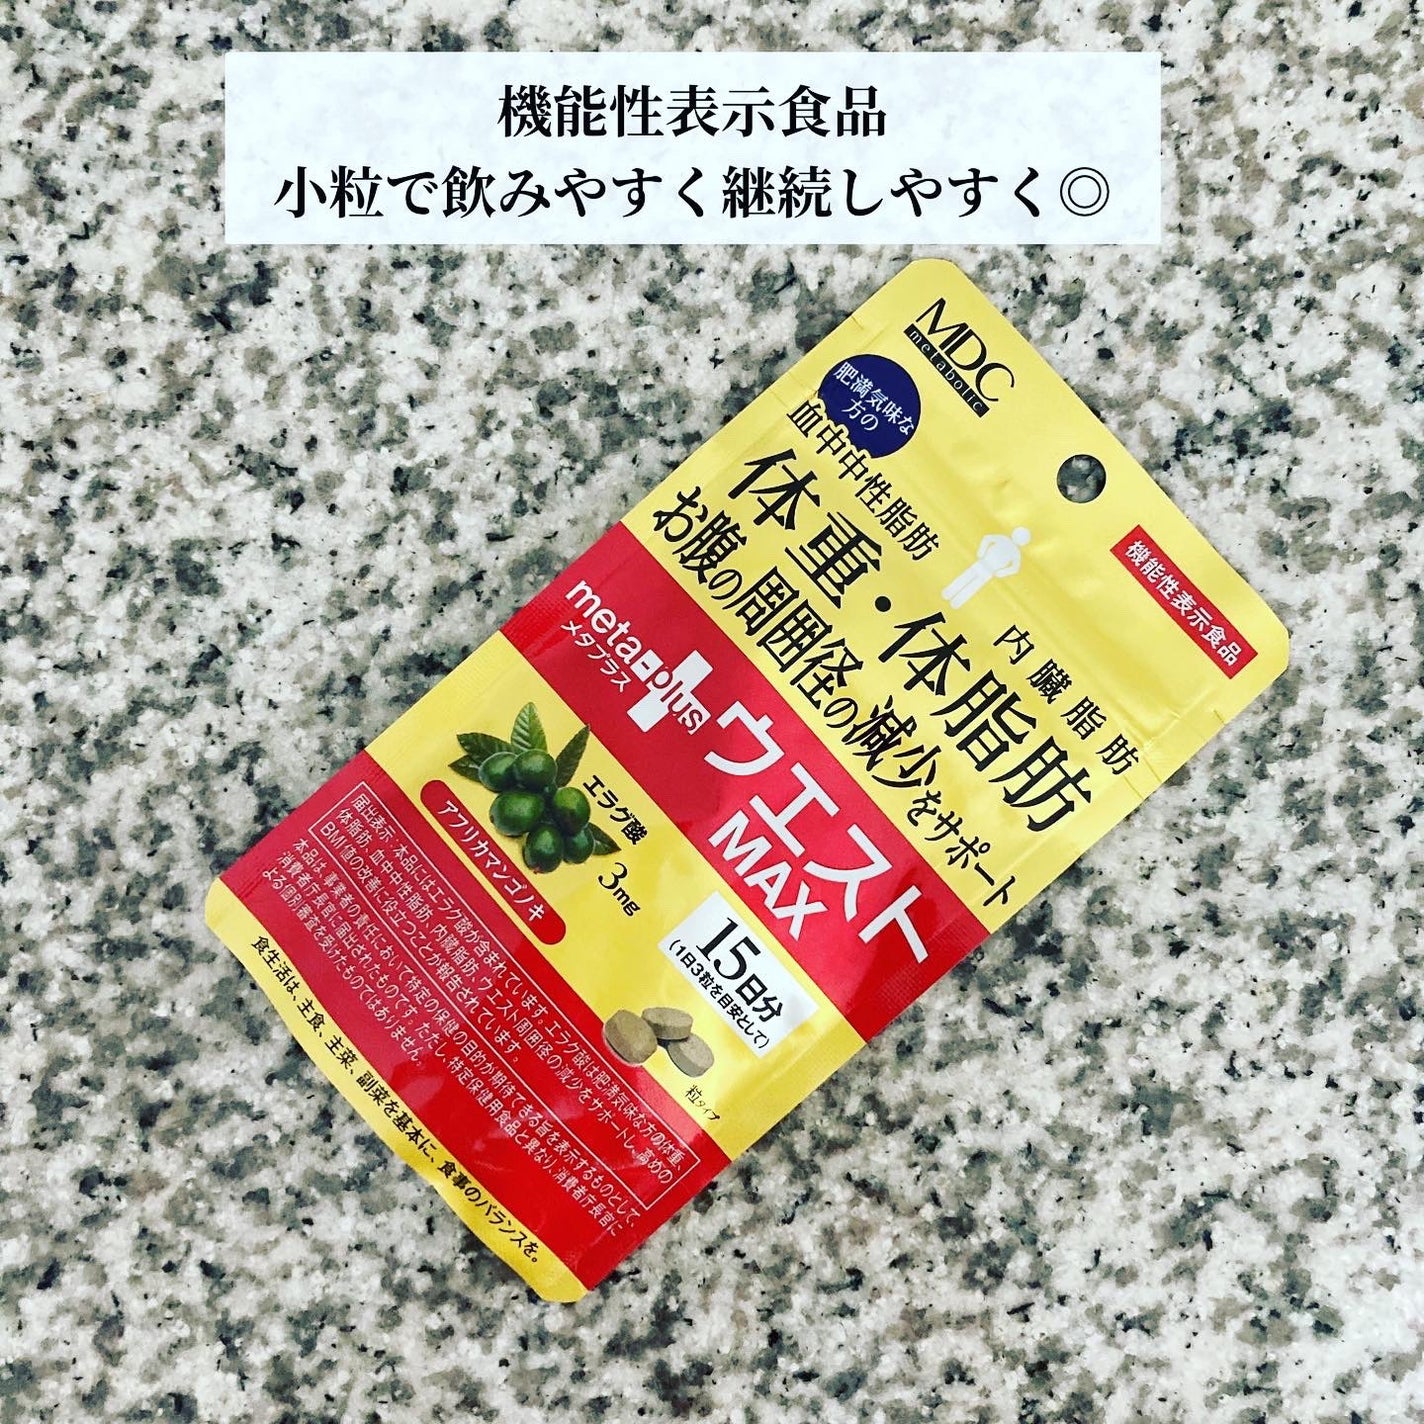 機能性表示食品
小粒で飲みやすく継続しやすく◎
MDC
metabolic
肥満気味な
方の
血中中性脂肪
内臓脂肪
体重・体脂肪
お腹の周囲径の減少をサポート
機能性表示食品
metaplus
メタプラス
ウエスト
MAX
エラグ酸
3mg
アフリカマンゴノキ
15日分
(1日3粒を目安として)
粒タイプ
届出表示:本品にはエラグ酸が含まれています。エラグ酸は肥満気味な方の体重、
体脂肪、血中中性脂肪、内臓脂肪、ウエスト周囲径の減少をサポートし、高めの
BMI値の改善に役立つことが報告されています。
本品は、事業者の責任において特定の保健の目的が期待できる旨を表示するものとして、
消費者庁長官に届出されたものです。ただし、特定保健用食品と異なり、消費者庁長官に
よる個別審査を受けたものではありません。
食生活は、主食、主菜、副菜を基本に、食事のバランスを。